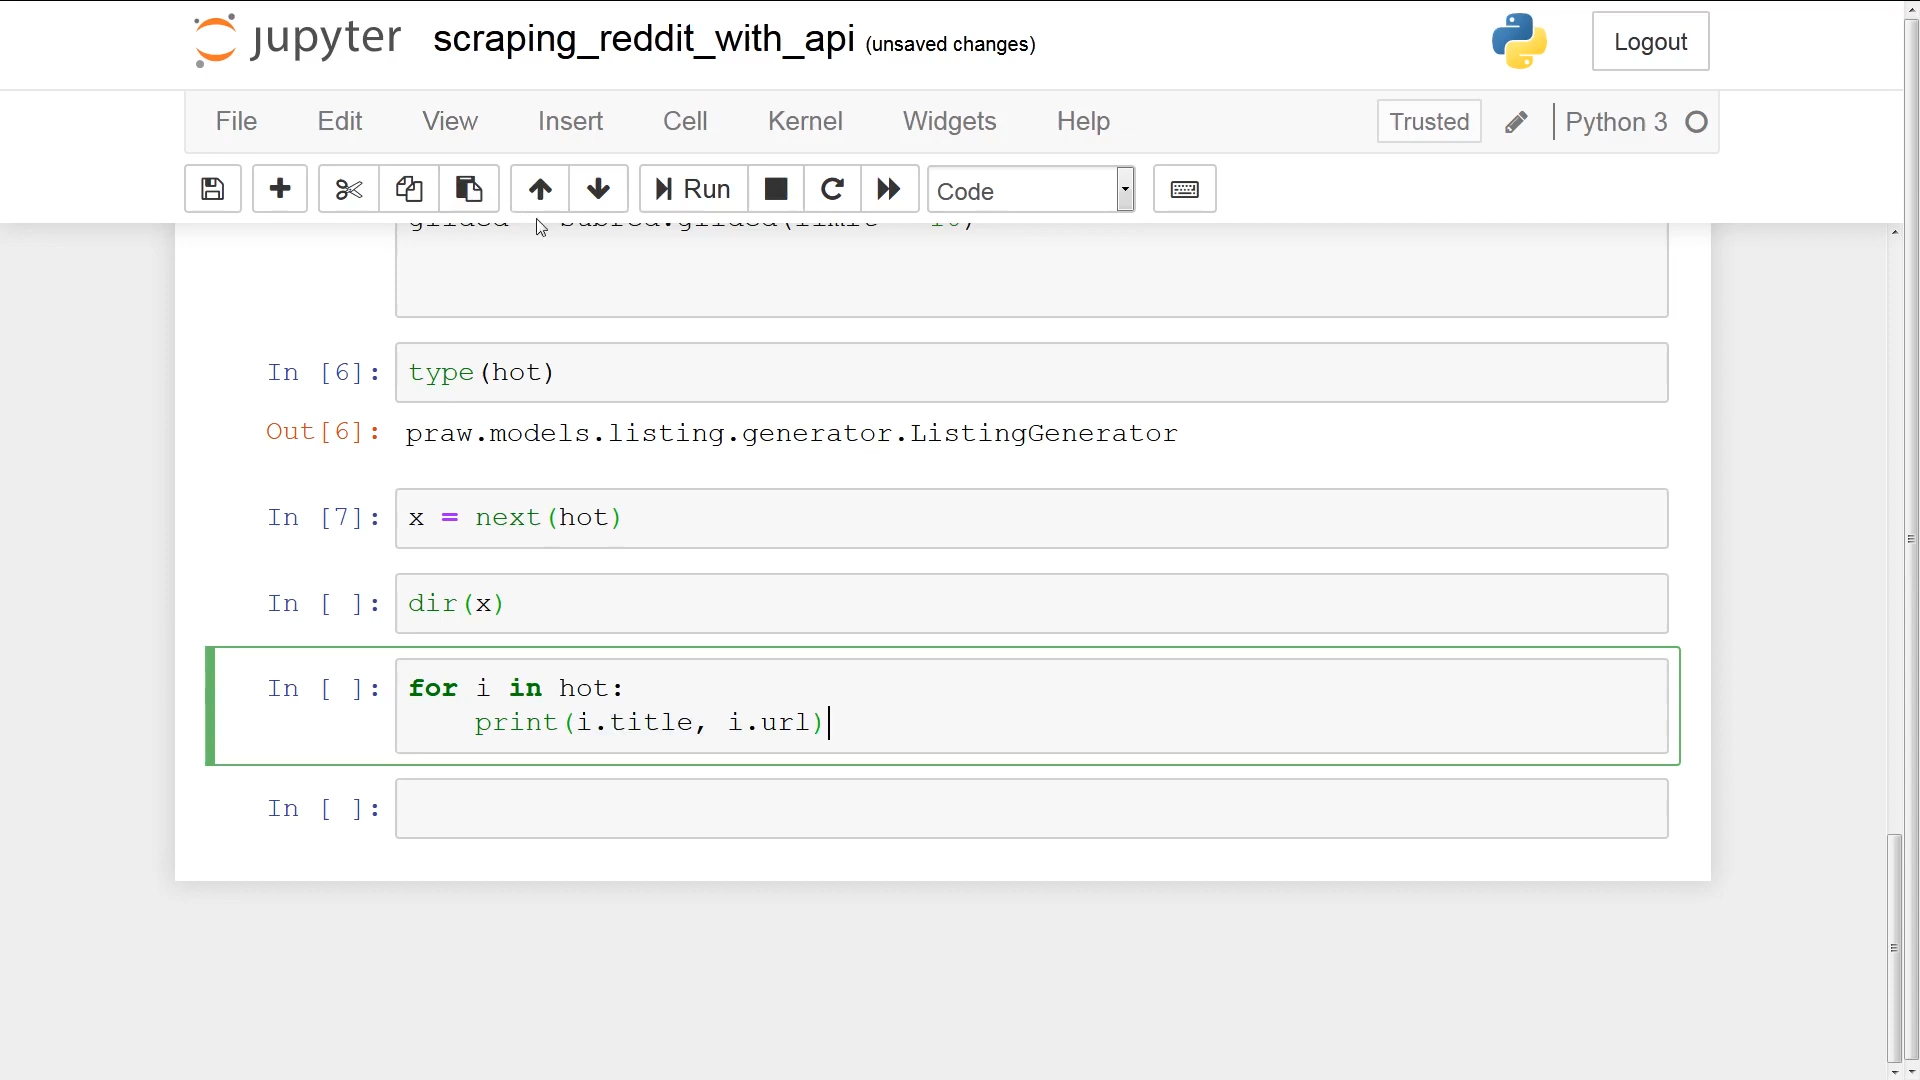 jupyter scraping_reddit_with_api (unsaved changes) Logout
File Edit View Insert Cell Kernel Widgets Help Trusted Python 3
Run Code
In [6]: type(hot)
Out[6]: praw.models.listing.generator.ListingGenerator
In [7]: x = next(hot)
In [ ]: dir(x)
In [ ]: for i in hot:
print(i.title, i.url)
In [ ]: